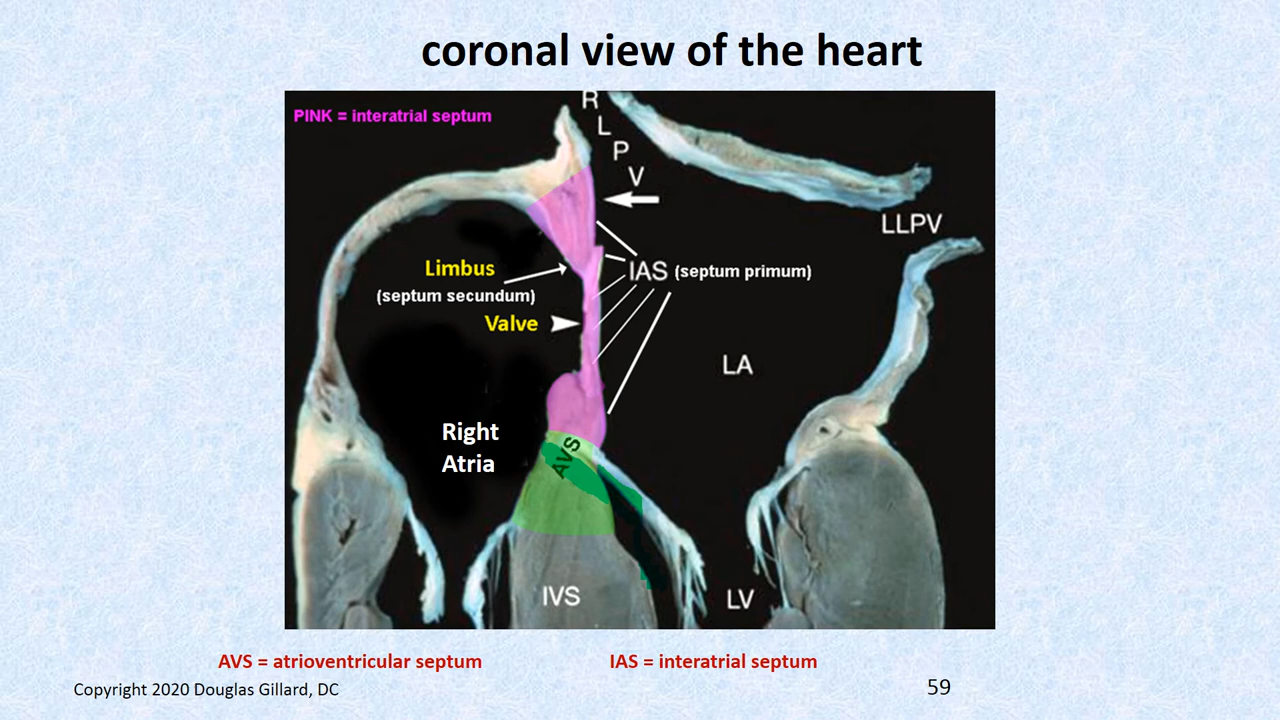 coronal view of the heart
PINK = interatrial septum
R
L
P
V
LLPV
Limbus
(septum secundum)
IAS (septum primum)
Valve
LA
Right
Atria
AVS
IVS
LV
AVS = atrioventricular septum
IAS = interatrial septum
Copyright 2020 Douglas Gillard, DC
59